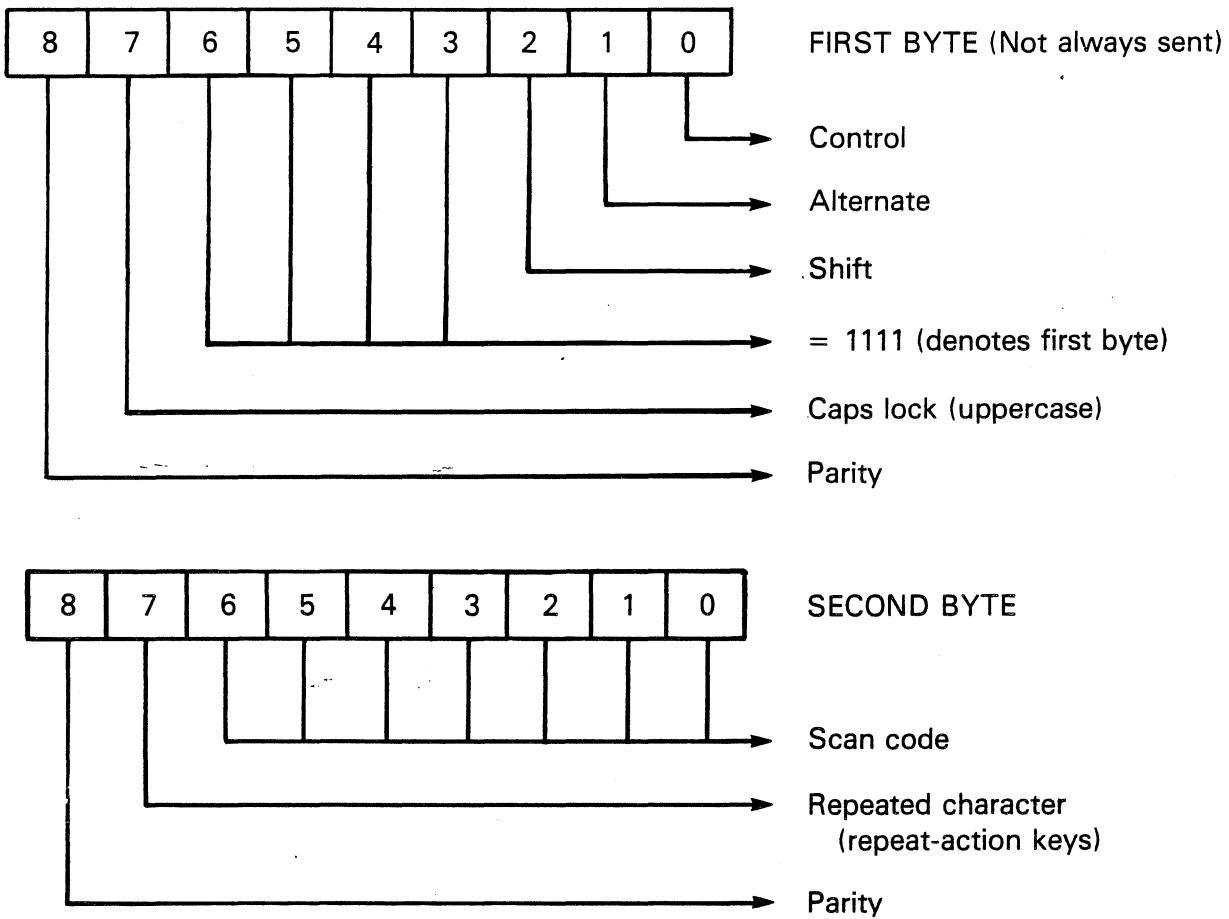 8 7 6 5 4 3 2 1 0 FIRST BYTE (Not always sent)
Control
Alternate
Shift
= 1111 (denotes first byte)
Caps lock (uppercase)
Parity
8 7 6 5 4 3 2 1 0 SECOND BYTE
Scan code
Repeated character
(repeat-action keys)
Parity